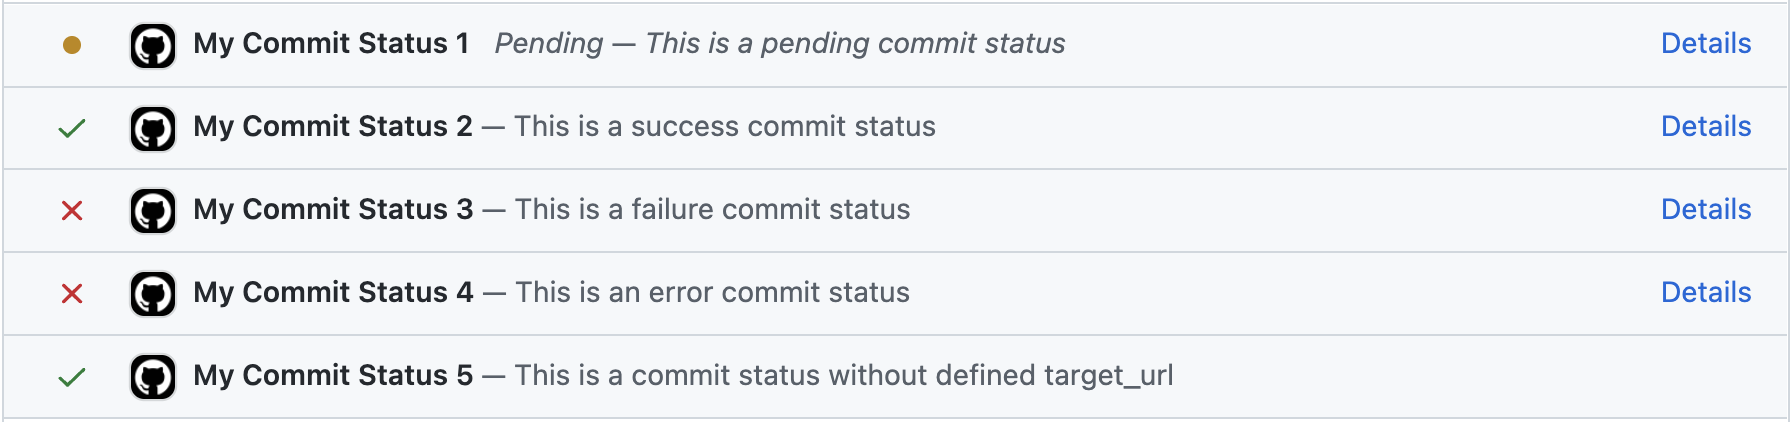 My Commit Status 1 Pending — This is a pending commit status Details
My Commit Status 2 — This is a success commit status Details
My Commit Status 3 — This is a failure commit status Details
My Commit Status 4 — This is an error commit status Details
My Commit Status 5 — This is a commit status without defined target_url